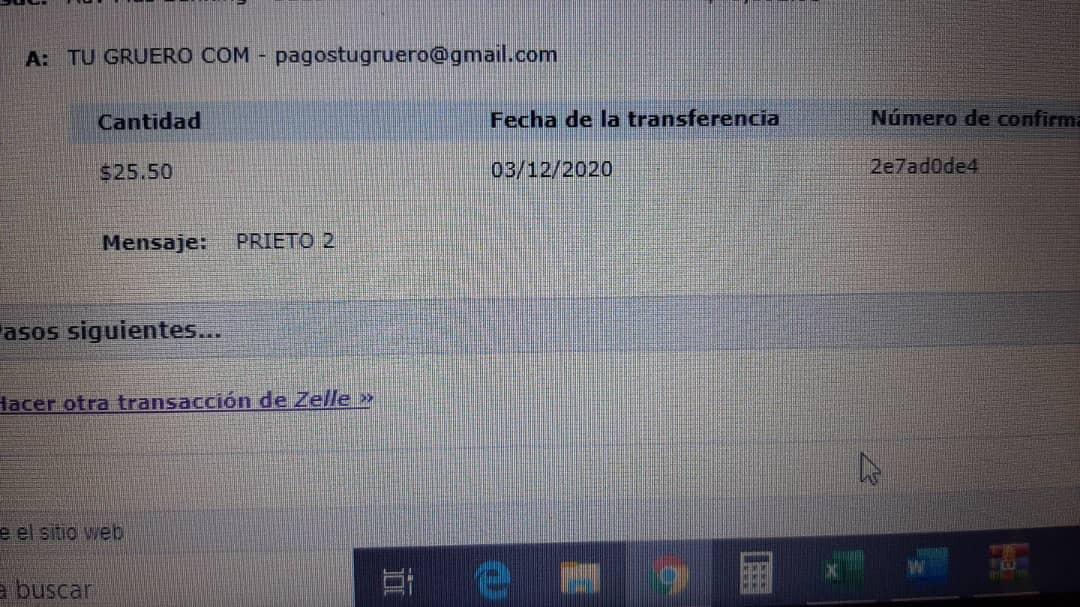 A: TU GRUERO COM - pagostugruero@gmail.com
Cantidad Fecha de la transferencia Número de confirma
$25.50 03/12/2020 2e7ad0de4
Mensaje: PRIETO 2
asos siguientes...
Hacer otra transacción de Zelle »
e el sitio web
a buscar